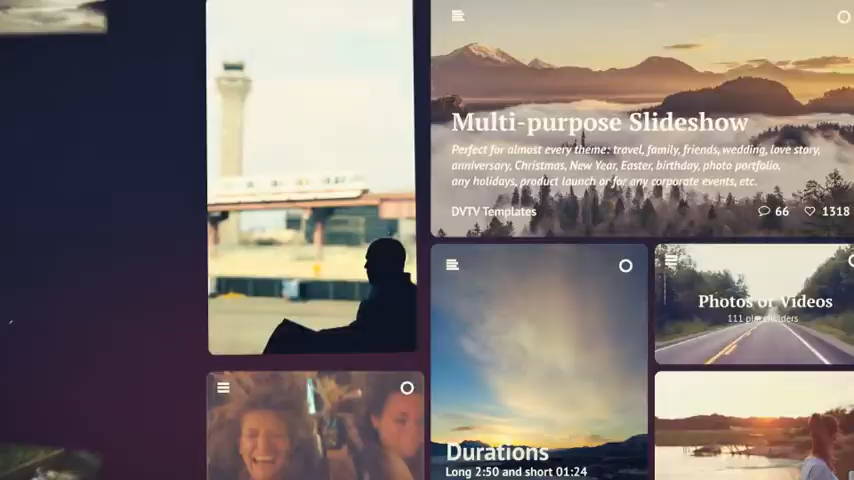 Multi-purpose Slideshow
Perfect for almost every theme: travel, family, friends, wedding, love story,
anniversary, Christmas, New Year, Easter, birthday, photo portfolio,
any holidays, product launch or for any corporate events, etc.
DVTV Templates 66 1318
Photos or Videos
111 placeholders
Durations
Long 2:50 and short 01:24